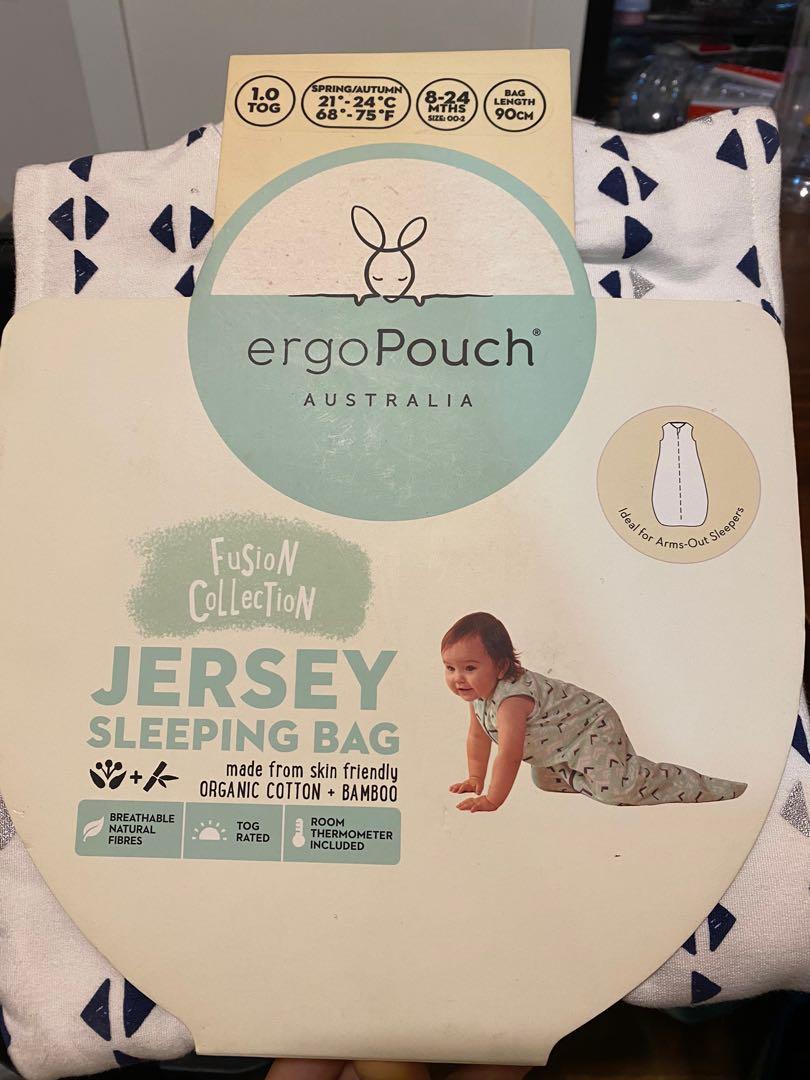 1.0
TOG
SPRING/AUTUMN
21°-24°C
68°-75°F
8-24
MTHS
SIZE: 00-2
BAG
LENGTH
90CM
ergoPouch®
AUSTRALIA
Ideal for Arms-Out Sleepers
FUSION
COLLECTION
JERSEY
SLEEPING BAG
+
made from skin friendly
ORGANIC COTTON + BAMBOO
BREATHABLE
NATURAL
FIBRES
TOG
RATED
ROOM
THERMOMETER
INCLUDED